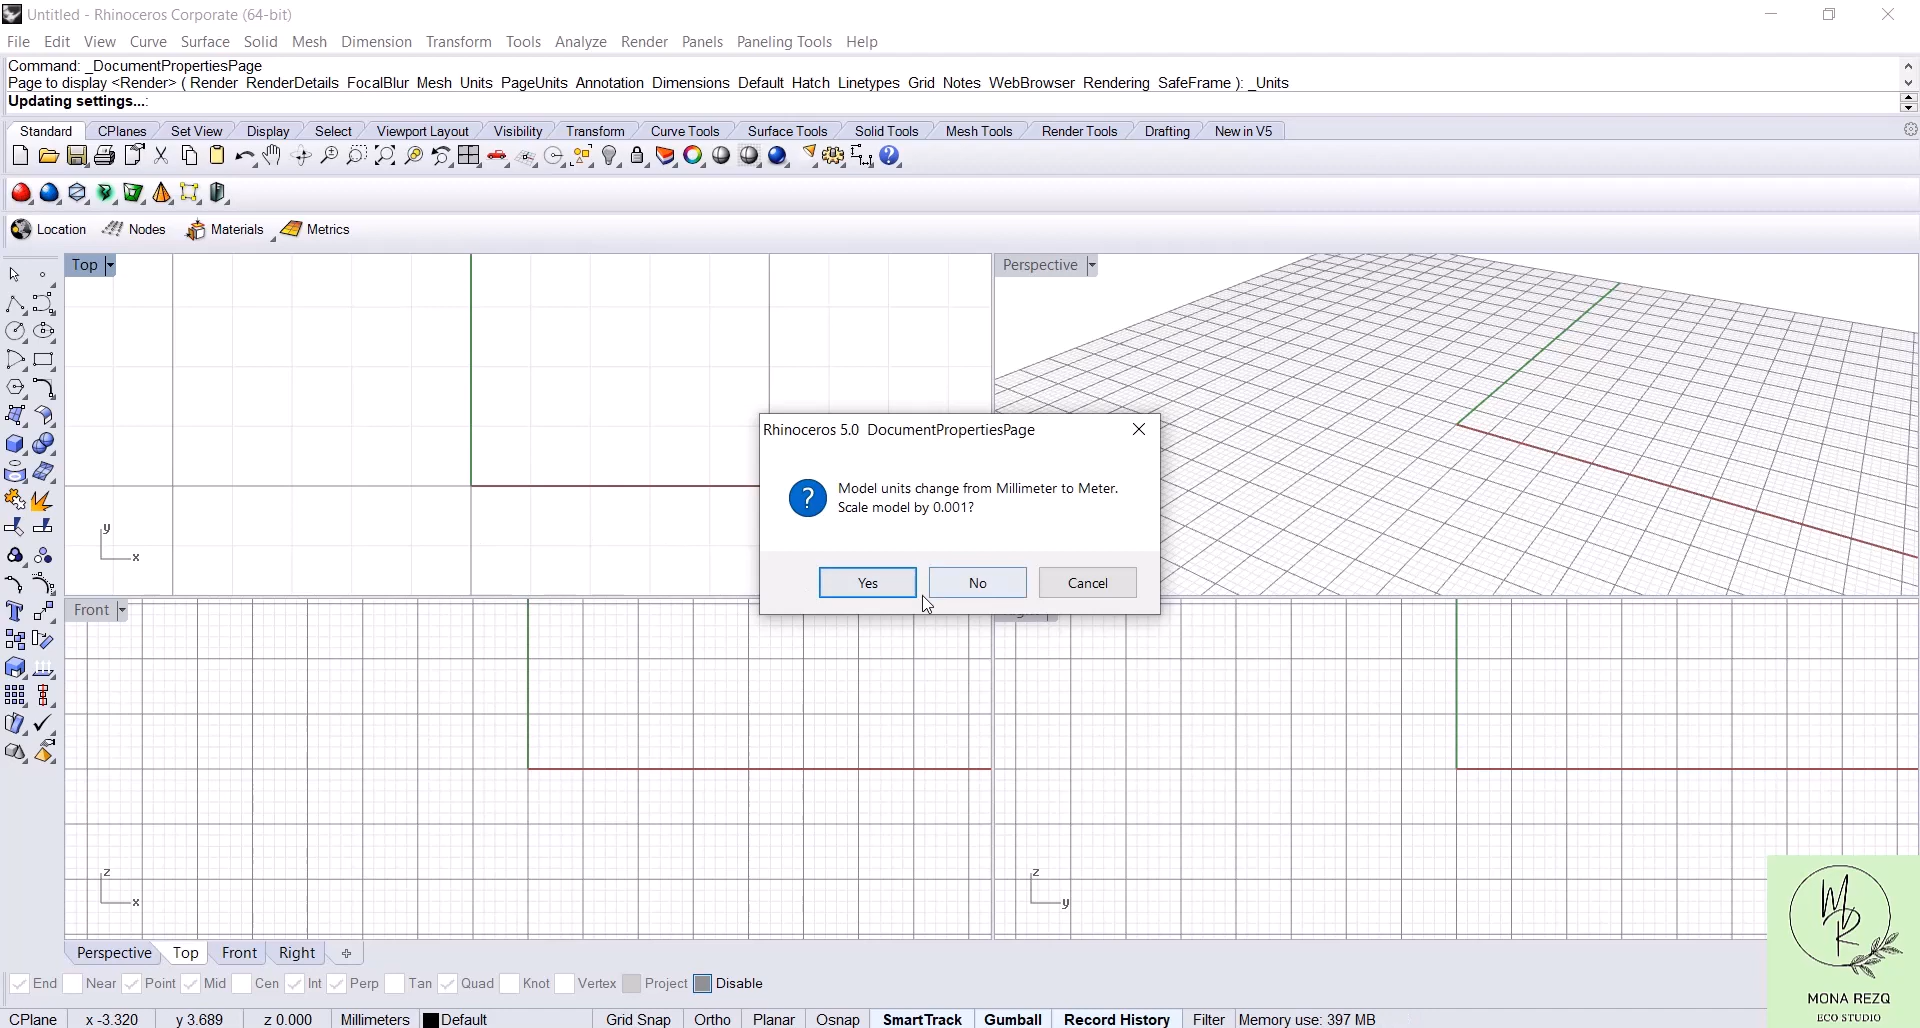 Untitled - Rhinoceros Corporate (64-bit)
File Edit View Curve Surface Solid Mesh Dimension Transform Tools Analyze Render Panels Paneling Tools Help
Command: _DocumentPropertiesPage
Page to display <Render> ( Render RenderDetails FocalBlur Mesh Units PageUnits Annotation Dimensions Default Hatch Linetypes Grid Notes WebBrowser Rendering SafeFrame ): _Units
Updating settings...:
Standard CPlanes Set View Display Select Viewport Layout Visibility Transform Curve Tools Surface Tools Solid Tools Mesh Tools Render Tools Drafting New in V5
Location Nodes Materials Metrics
Top
Perspective
Rhinoceros 5.0 DocumentPropertiesPage
Model units change from Millimeter to Meter.
Scale model by 0.001?
Yes No Cancel
y
x
Front
z
x
z
y
Perspective Top Front Right
End Near Point Mid Cen Int Perp Tan Quad Knot Vertex Project Disable
CPlane x -3.320 y 3.689 z 0.000 Millimeters Default Grid Snap Ortho Planar Osnap SmartTrack Gumball Record History Filter Memory use: 397 MB
MR
MONA REZQ
ECO STUDIO